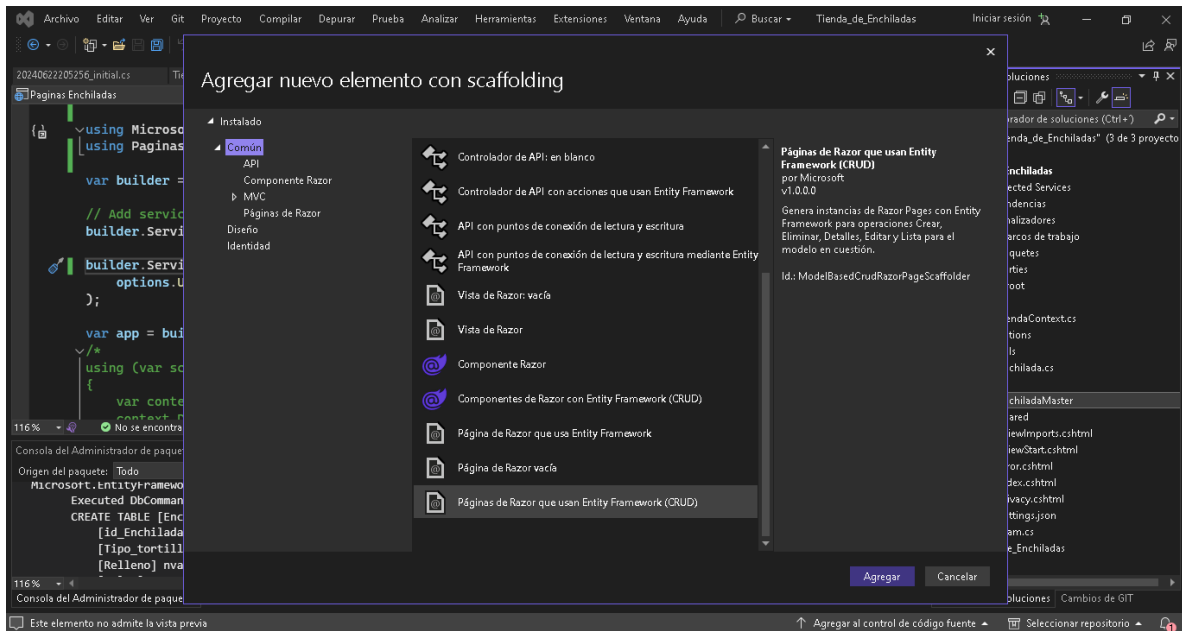 Archivo Editar Ver Git Proyecto Compilar Depurar Prueba Analizar Herramientas Extensiones Ventana Ayuda Buscar Tienda_de_Enchiladas Iniciar sesión
20240622205256_initial.cs Tie
Paginas Enchiladas
using Microso
using Paginas
var builder =
// Add servic
builder.Servi
builder.Servi
options.U
);
var app = bui
/*
using (var sc
{
var conte
context.D
116 % No se encontra
Consola del Administrador de paque
Origen del paquete: Todo
Microsoft.EntityFramewo
Executed DbComman
CREATE TABLE [Enc
[id_Enchilada
[Tipo_tortill
[Relleno] nva
116 %
Consola del Administrador de paque
Agregar nuevo elemento con scaffolding
Instalado
Común
API
Componente Razor
MVC
Páginas de Razor
Diseño
Identidad
Controlador de API: en blanco
Controlador de API con acciones que usan Entity Framework
API con puntos de conexión de lectura y escritura
API con puntos de conexión de lectura y escritura mediante Entity
Framework
Vista de Razor: vacía
Vista de Razor
Componente Razor
Componentes de Razor con Entity Framework (CRUD)
Página de Razor que usa Entity Framework
Página de Razor vacía
Páginas de Razor que usan Entity Framework (CRUD)
Páginas de Razor que usan Entity
Framework (CRUD)
por Microsoft
v1.0.0.0
Genera instancias de Razor Pages con Entity
Framework para operaciones Crear,
Eliminar, Detalles, Editar y Lista para el
modelo en cuestión.
Id.: ModelBasedCrudRazorPageScaffolder
Agregar Cancelar
oluciones
orador de soluciones (Ctrl+')
enda_de_Enchiladas" (3 de 3 proyecto
nchiladas
ected Services
ndencias
nalizadores
arcos de trabajo
quetes
rties
root
endaContext.cs
tions
ls
chilada.cs
chiladaMaster
ared
iewImports.cshtml
iewStart.cshtml
ror.cshtml
dex.cshtml
ivacy.cshtml
ttings.json
am.cs
e_Enchiladas
oluciones Cambios de GIT
Este elemento no admite la vista previa Agregar al control de código fuente Seleccionar repositorio 1